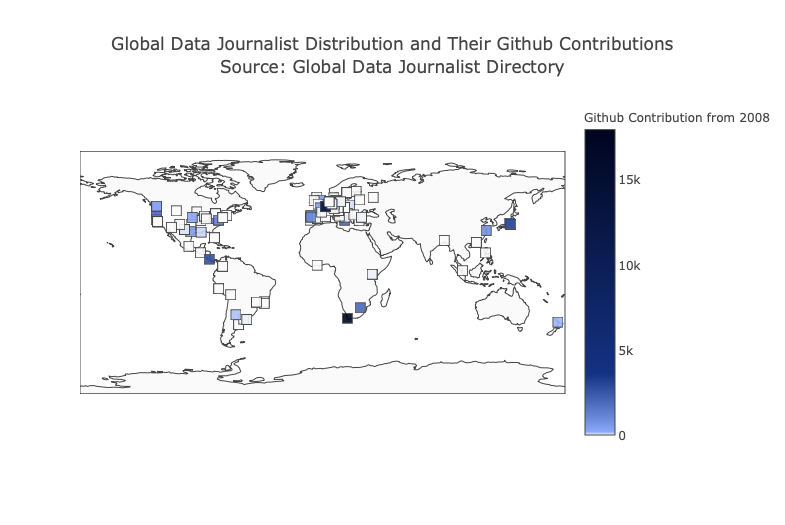 Global Data Journalist Distribution and Their Github Contributions
Source: Global Data Journalist Directory
Github Contribution from 2008
15k
10k
5k
0